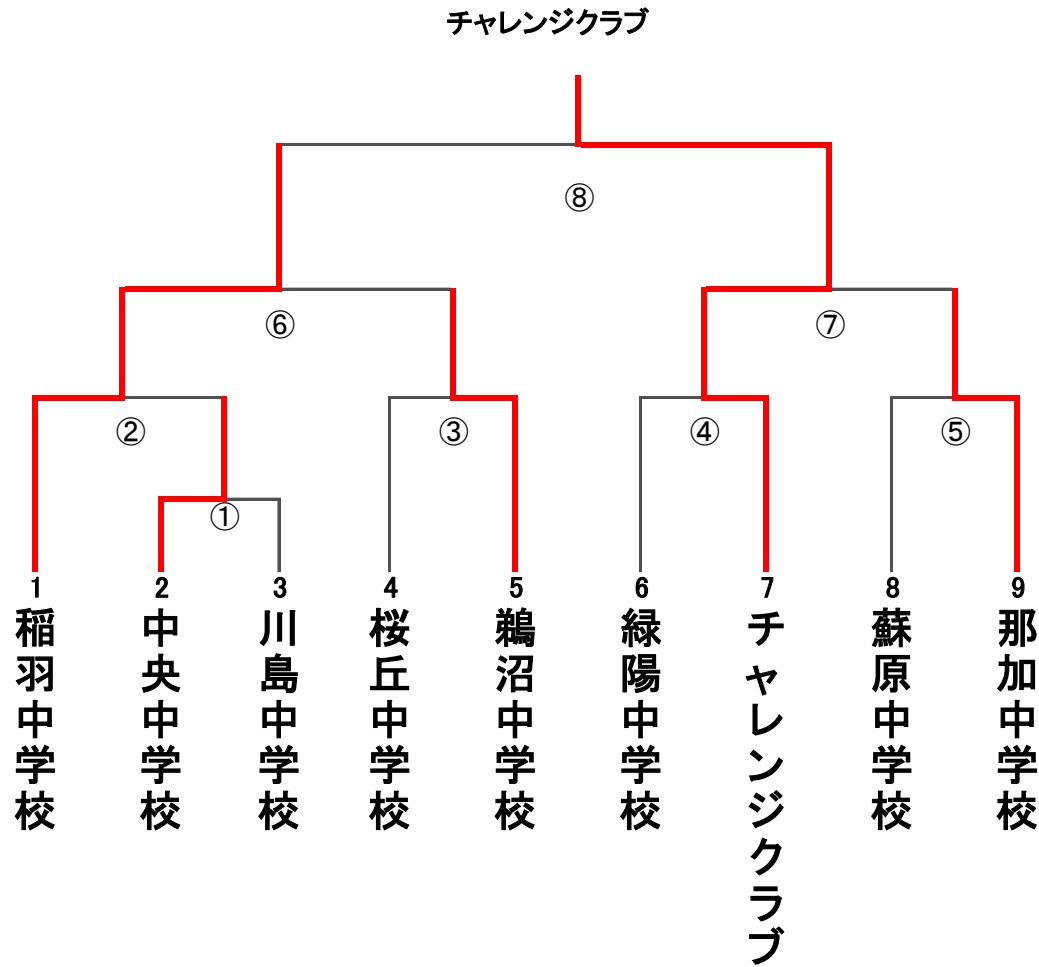 チャレンジクラブ
⑧
⑥
⑦
②
③
④
⑤
①
1
2
3
4
5
6
7
8
9
稲羽中学校
中央中学校
川島中学校
桜丘中学校
鵜沼中学校
緑陽中学校
チャレンジクラブ
蘇原中学校
那加中学校